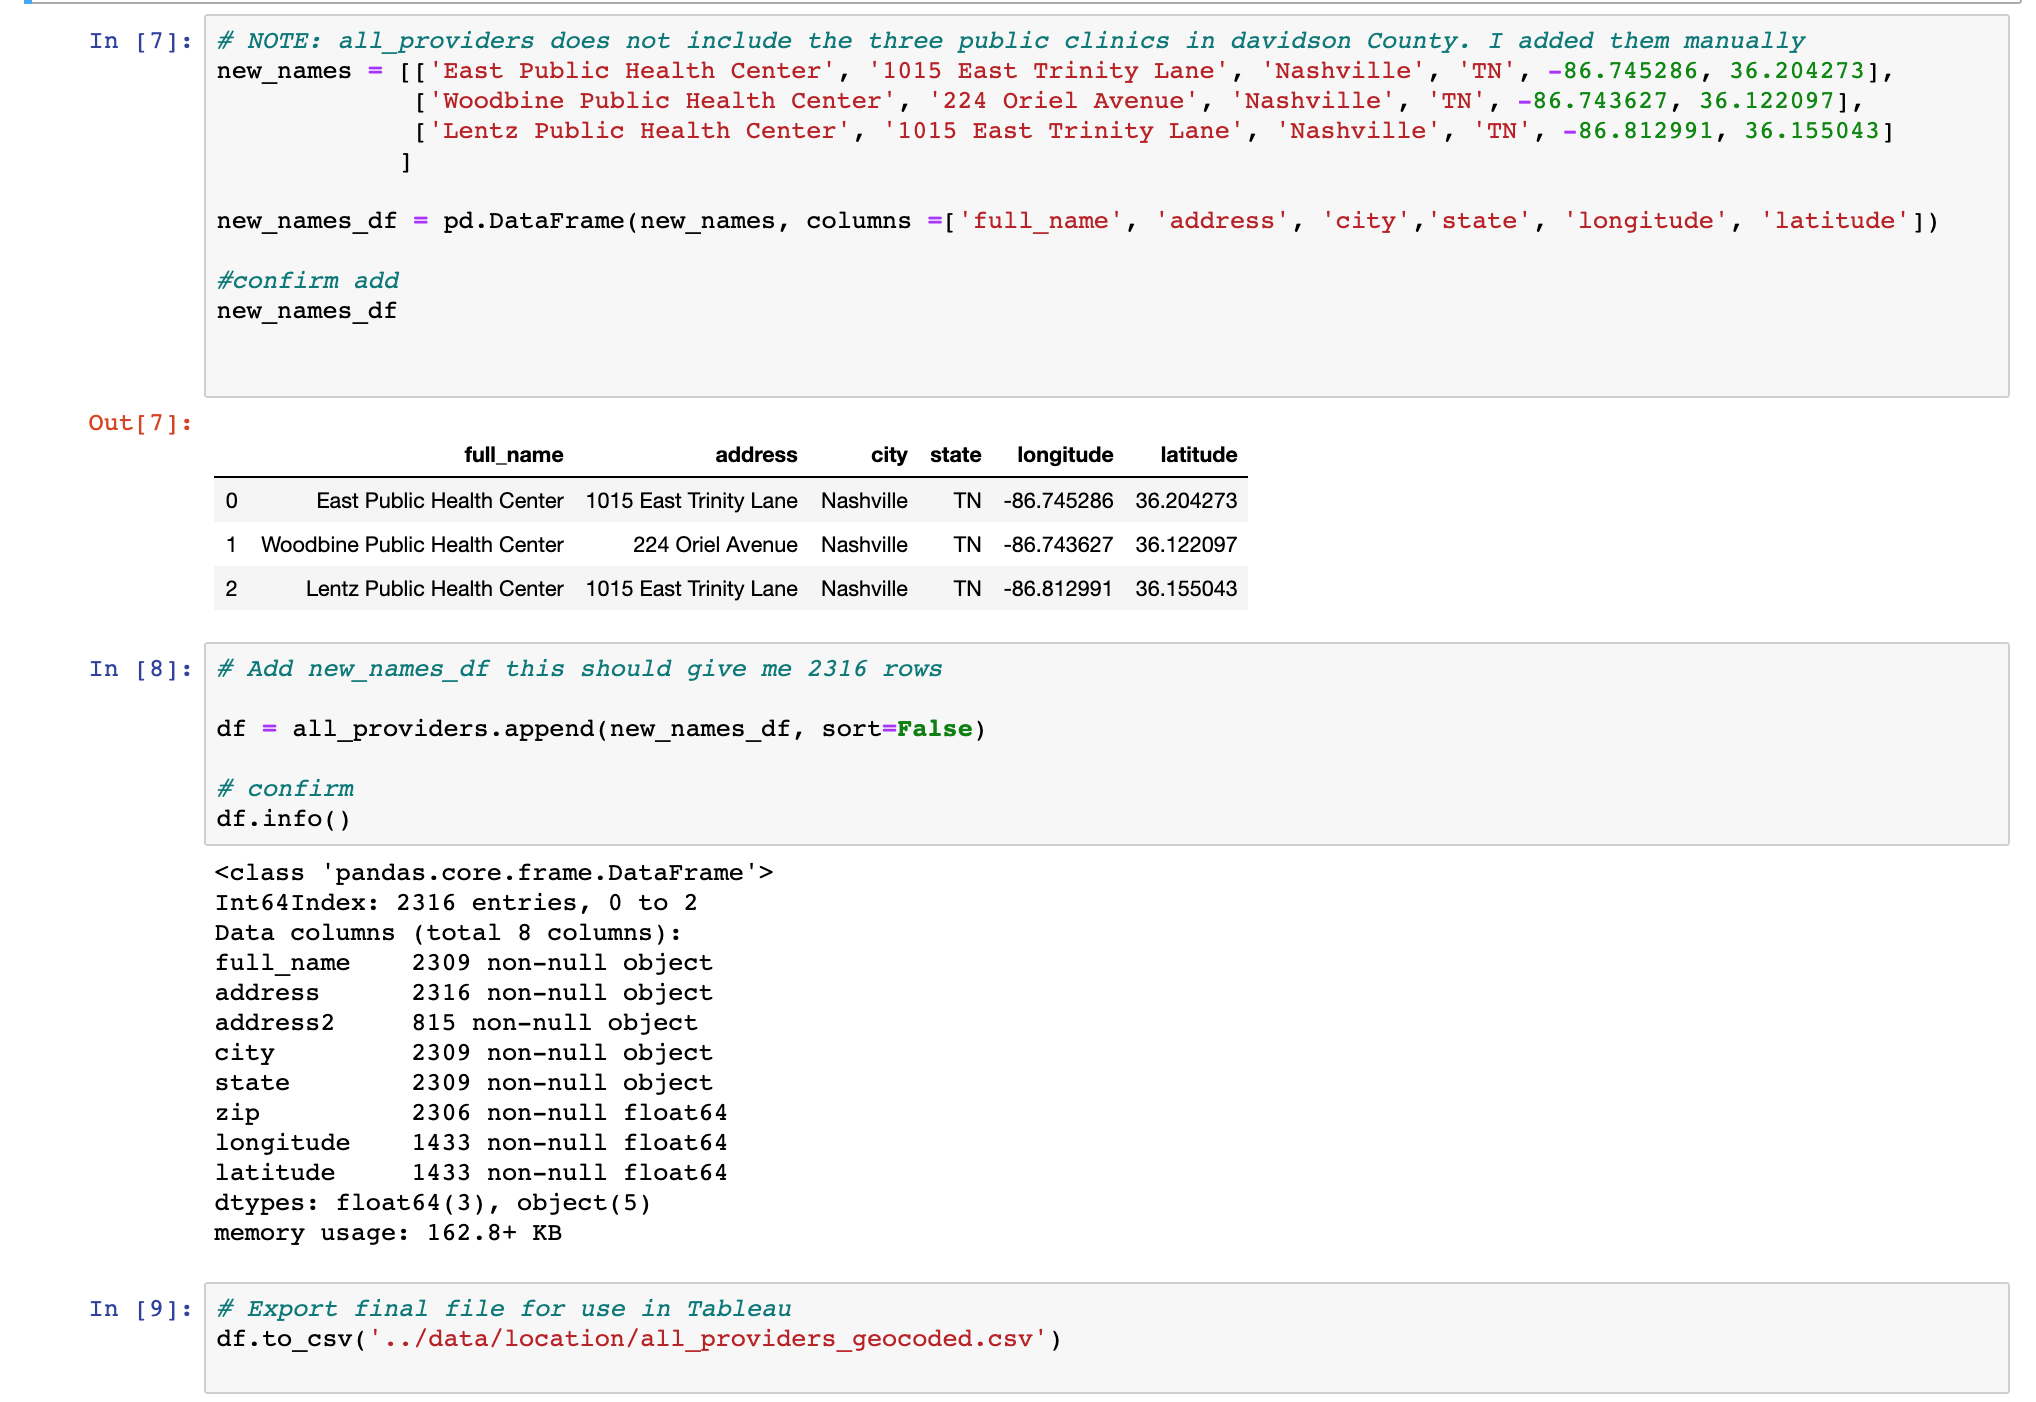 In [7]:
# NOTE: all_providers does not include the three public clinics in davidson County. I added them manually
new_names = [['East Public Health Center', '1015 East Trinity Lane', 'Nashville', 'TN', -86.745286, 36.204273],
['Woodbine Public Health Center', '224 Oriel Avenue', 'Nashville', 'TN', -86.743627, 36.122097],
['Lentz Public Health Center', '1015 East Trinity Lane', 'Nashville', 'TN', -86.812991, 36.155043]
]
new_names_df = pd.DataFrame(new_names, columns =['full_name', 'address', 'city','state', 'longitude', 'latitude'])
#confirm add
new_names_df
Out[7]:
full_name address city state longitude latitude
0 East Public Health Center 1015 East Trinity Lane Nashville TN -86.745286 36.204273
1 Woodbine Public Health Center 224 Oriel Avenue Nashville TN -86.743627 36.122097
2 Lentz Public Health Center 1015 East Trinity Lane Nashville TN -86.812991 36.155043
In [8]:
# Add new_names_df this should give me 2316 rows
df = all_providers.append(new_names_df, sort=False)
# confirm
df.info()
<class 'pandas.core.frame.DataFrame'>
Int64Index: 2316 entries, 0 to 2
Data columns (total 8 columns):
full_name 2309 non-null object
address 2316 non-null object
address2 815 non-null object
city 2309 non-null object
state 2309 non-null object
zip 2306 non-null float64
longitude 1433 non-null float64
latitude 1433 non-null float64
dtypes: float64(3), object(5)
memory usage: 162.8+ KB
In [9]:
# Export final file for use in Tableau
df.to_csv('../data/location/all_providers_geocoded.csv')